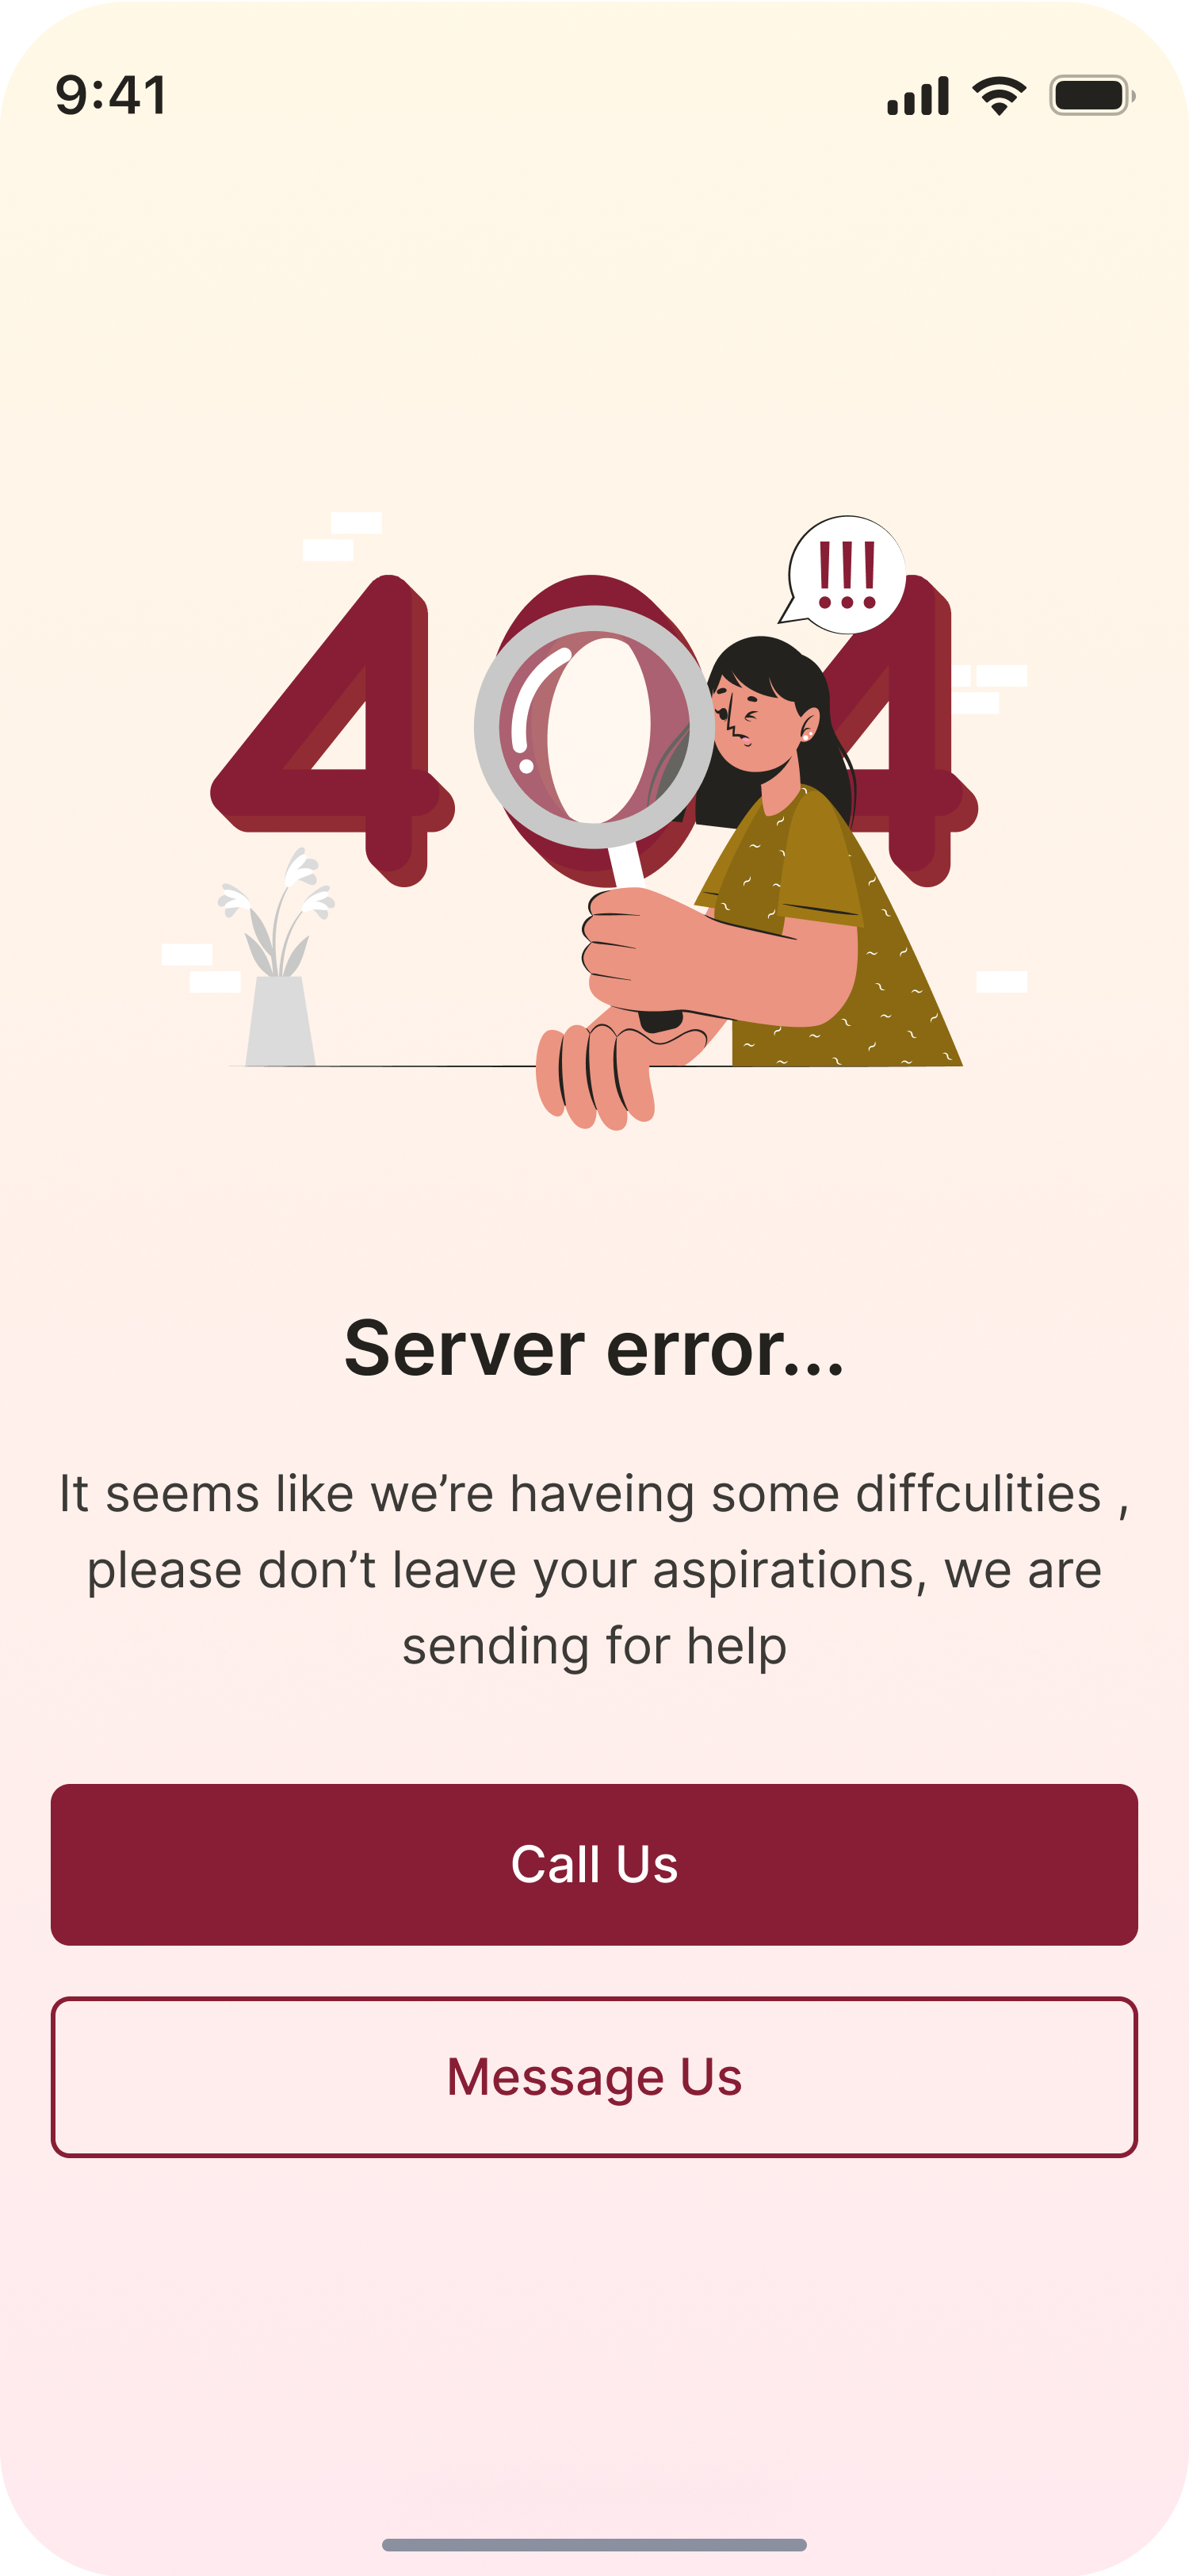 9:41
404
!!!
Server error...
It seems like we’re haveing some diffculities ,
please don’t leave your aspirations, we are
sending for help
Call Us
Message Us